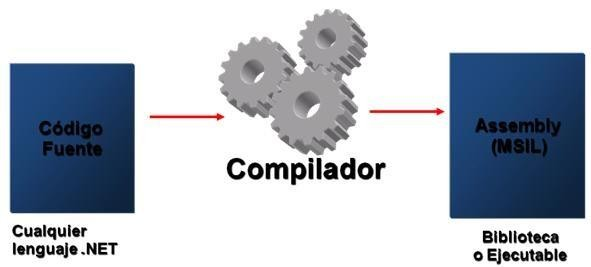 Código
Fuente
Cualquier
lenguaje .NET
Compilador
Assembly
(MSIL)
Biblioteca
o Ejecutable